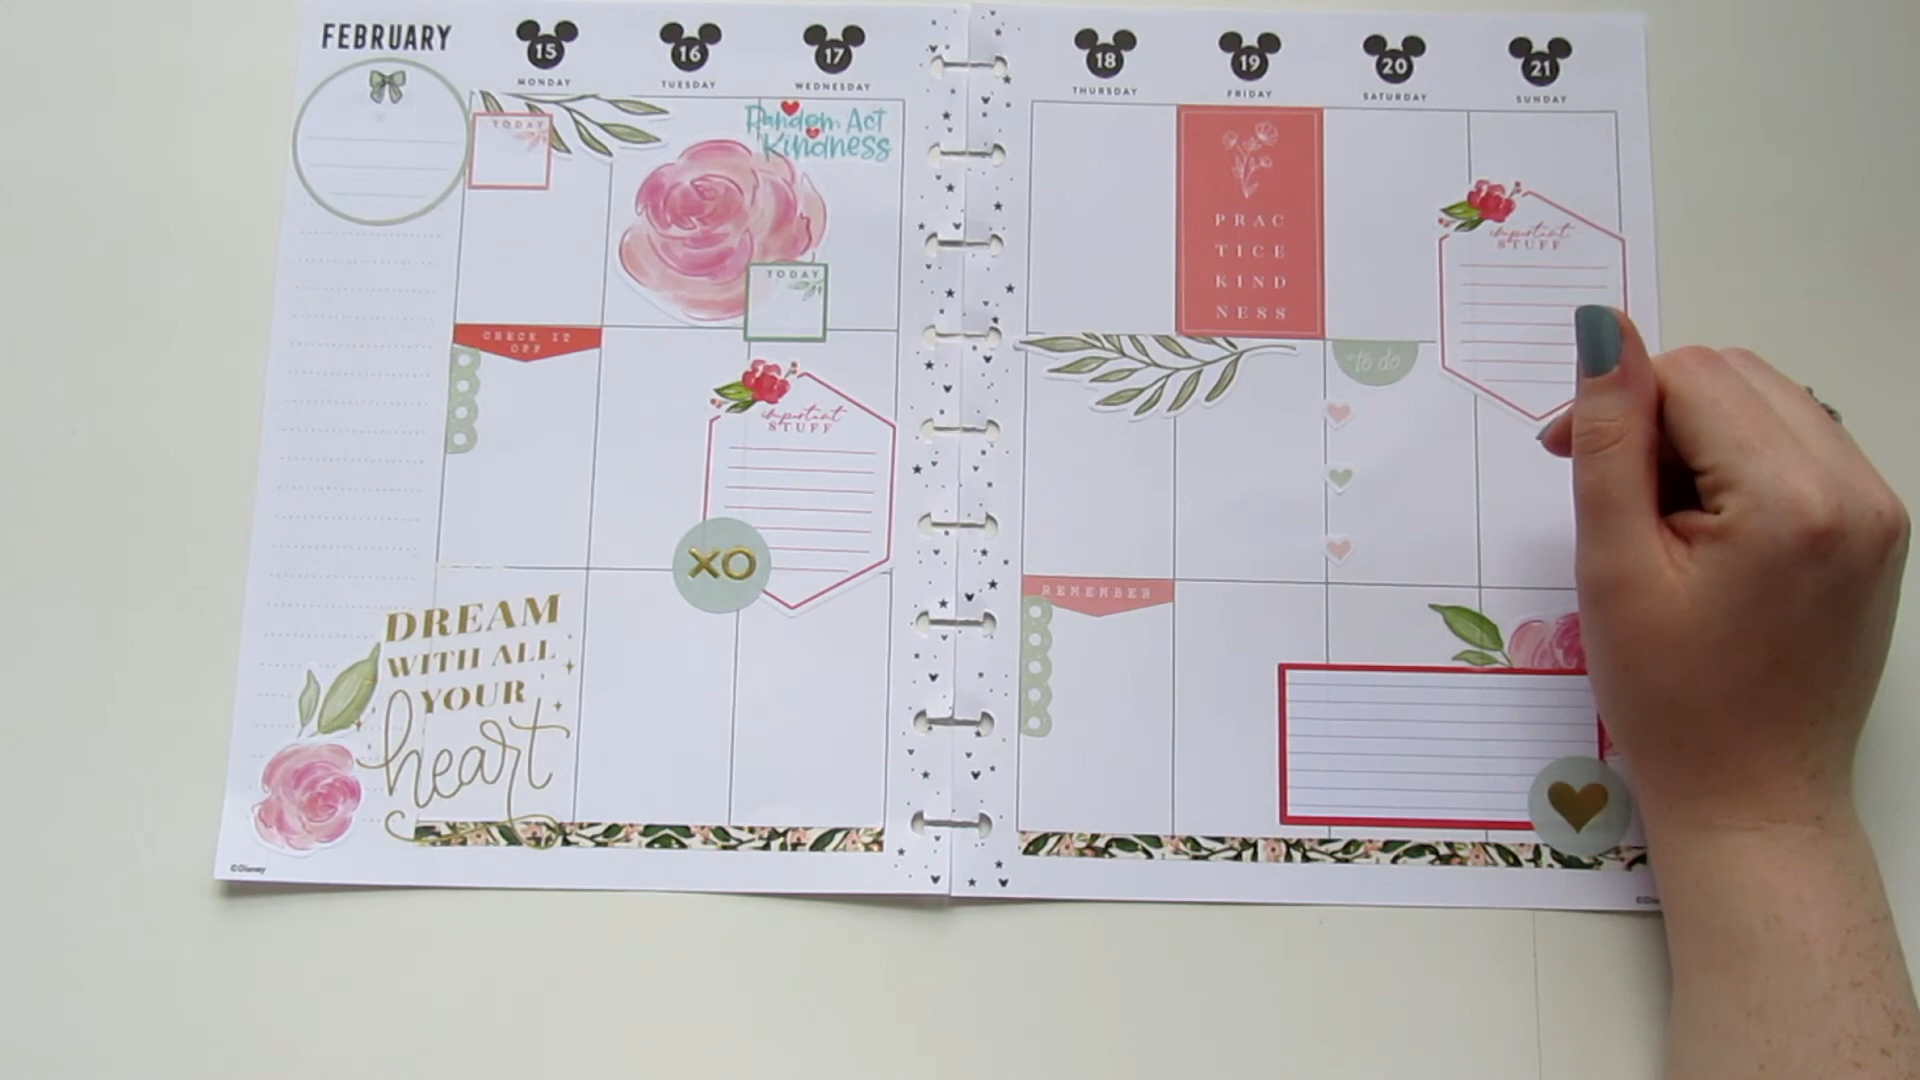 FEBRUARY
15
MONDAY
16
TUESDAY
17
WEDNESDAY
18
THURSDAY
19
FRIDAY
20
SATURDAY
21
SUNDAY
TODAY
Random Act
Kindness
TODAY
PRAC
TICE
KIND
NESS
important
STUFF
CHECK IT
OFF
important
STUFF
XO
to do
REMEMBER
DREAM
WITH ALL
YOUR
heart
©Disney